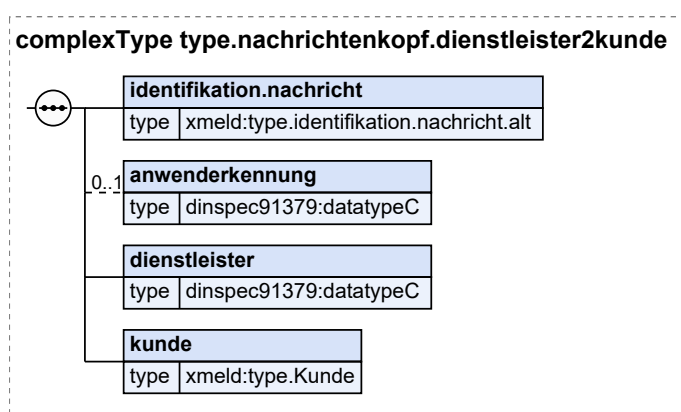 complexType type.nachrichtenkopf.dienstleister2kunde
identifikation.nachricht
type xmeld:type.identifikation.nachricht.alt
0..1 anwenderkennung
type dinspec91379:datatypeC
dienstleister
type dinspec91379:datatypeC
kunde
type xmeld:type.Kunde